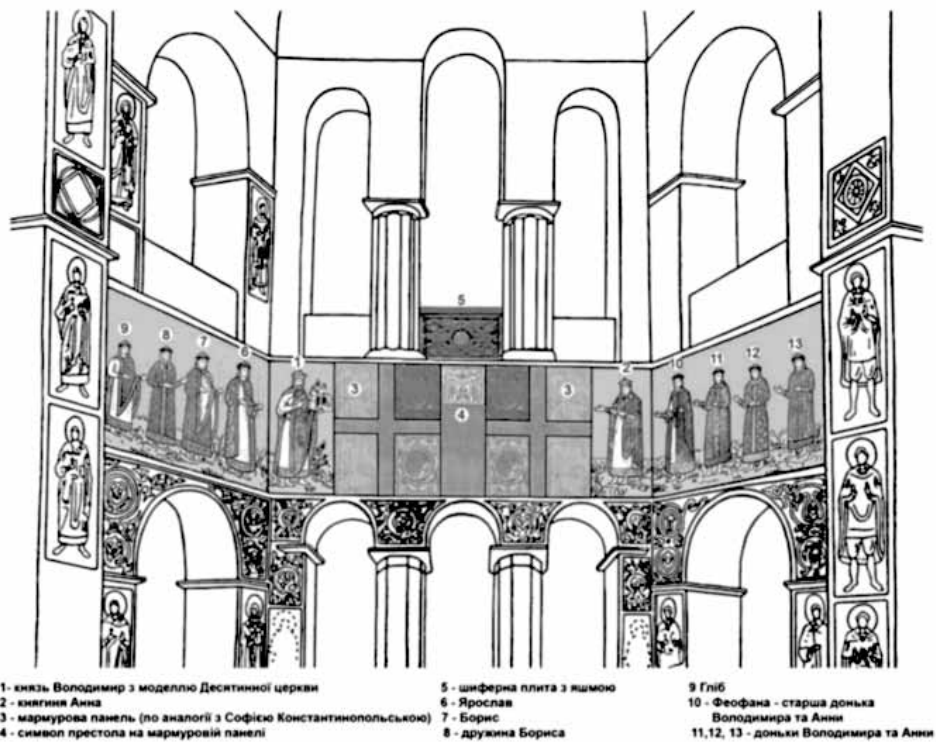 5
9
8
7
6
1
3
4
3
2
10
11
12
13
1- князь Володимир з моделлю Десятинної церкви
2 - княгиня Анна
3 - мармурова панель (по аналогії з Софією Константинопольською)
4 - символ престола на мармуровій панелі
5 - шиферна плита з яшмою
6 - Ярослав
7 - Борис
8 - дружина Бориса
9 Гліб
10 - Феофана - старша донька
Володимира та Анни
11,12, 13 - доньки Володимира та Анни